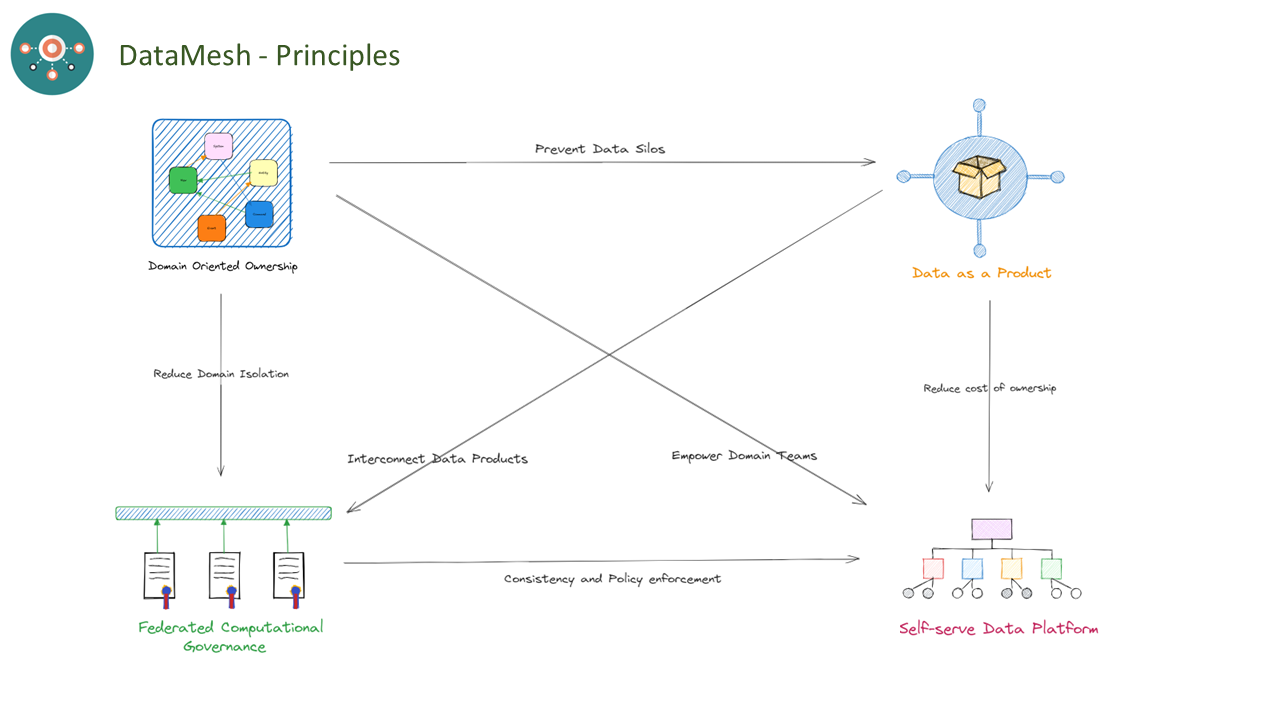 DataMesh - Principles
Prevent Data Silos
Domain Oriented Ownership
Data as a Product
Reduce Domain Isolation
Reduce cost of ownership
Interconnect Data Products
Empower Domain Teams
Consistency and Policy enforcement
Federated Computational
Governance
Self-serve Data Platform